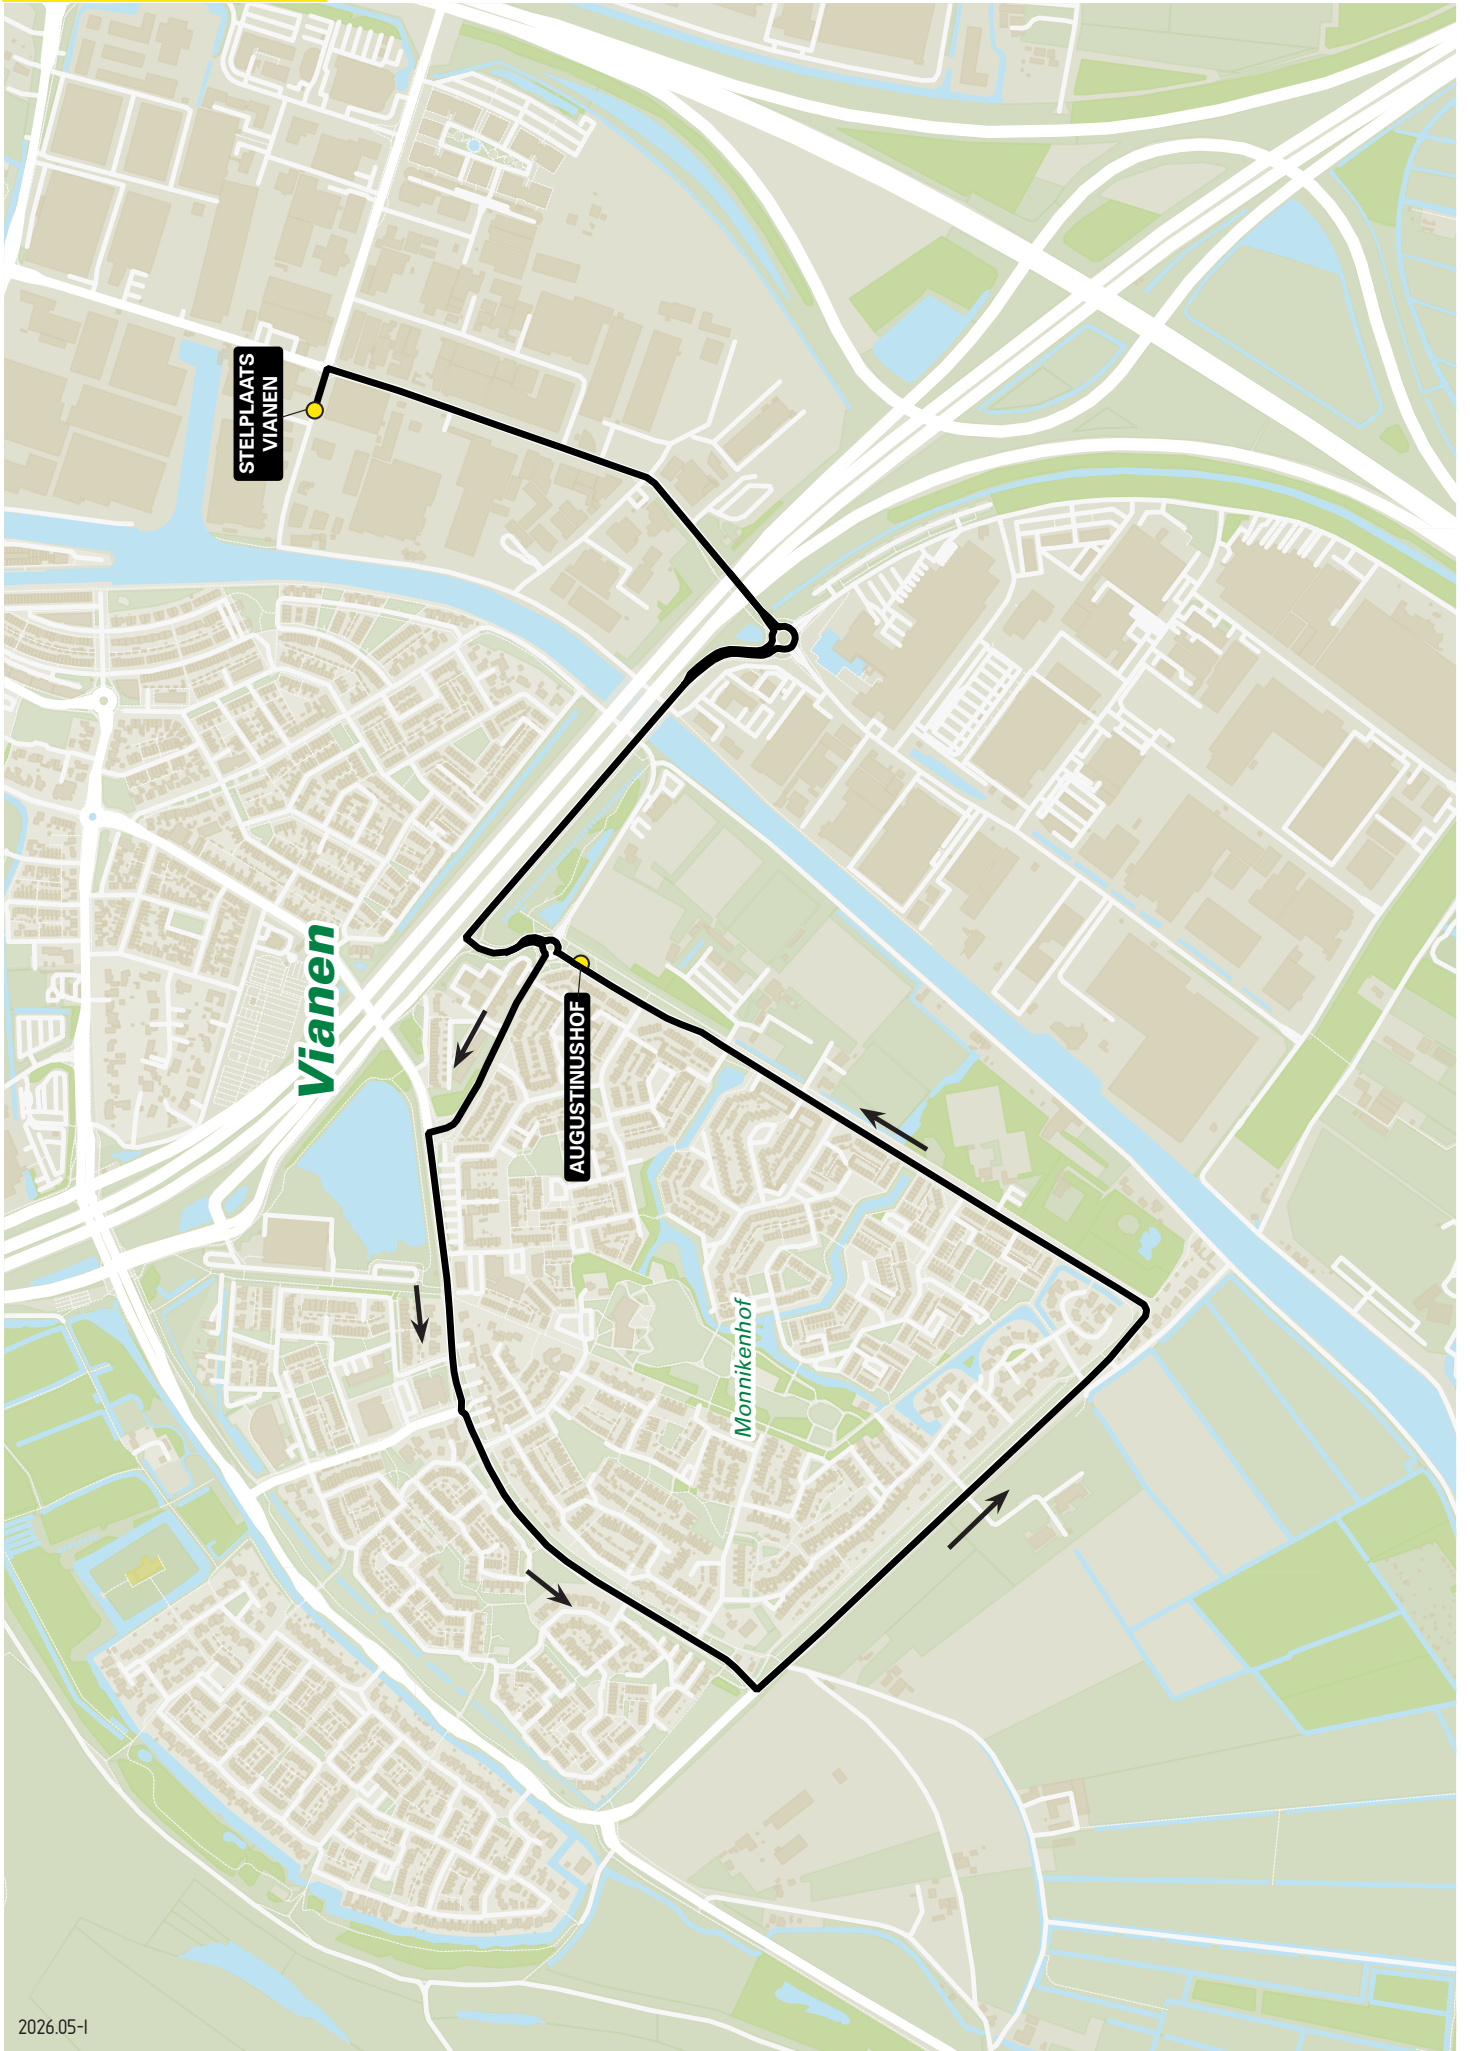 STELPLAATS
VIANEN
Vianen
AUGUSTINUSHOF
Monnikenhof
2026.05-I